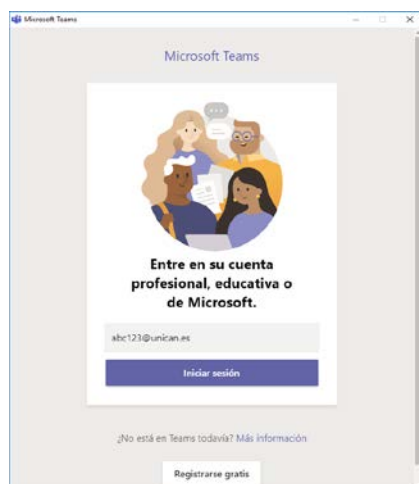 Microsoft Teams
Microsoft Teams
Entre en su cuenta
profesional, educativa o
de Microsoft.
abc123@unican.es
Iniciar sesión
¿No está en Teams todavía? Más información
Registrarse gratis